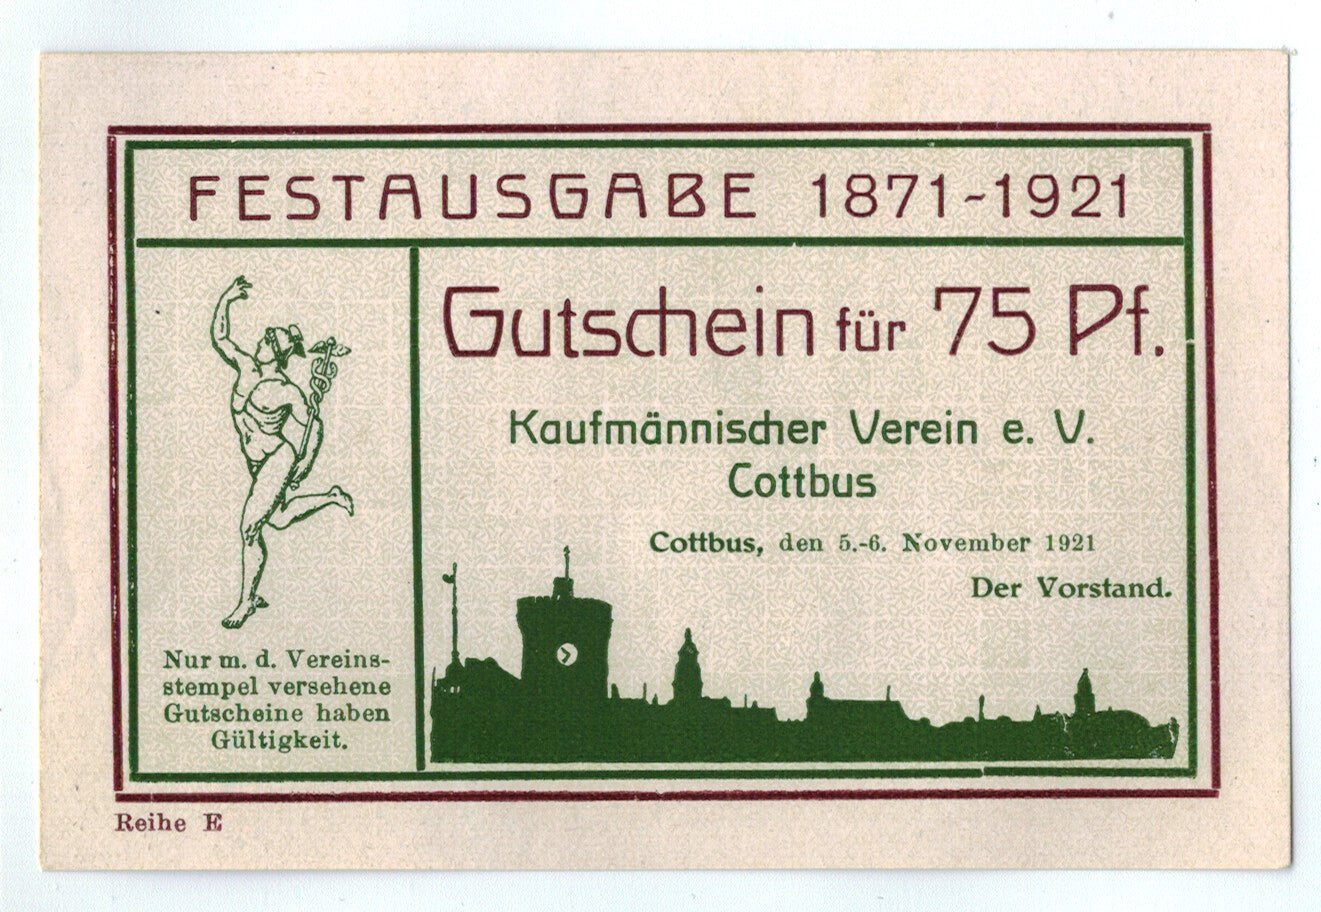 FESTAUSGABE 1871-1921
Gutschein für 75 Pf.
Kaufmännischer Verein e. V.
Cottbus
Cottbus, den 5.-6. November 1921
Der Vorstand.
Nur m. d. Vereins-
stempel versehene
Gutscheine haben
Gültigkeit.
Reihe E